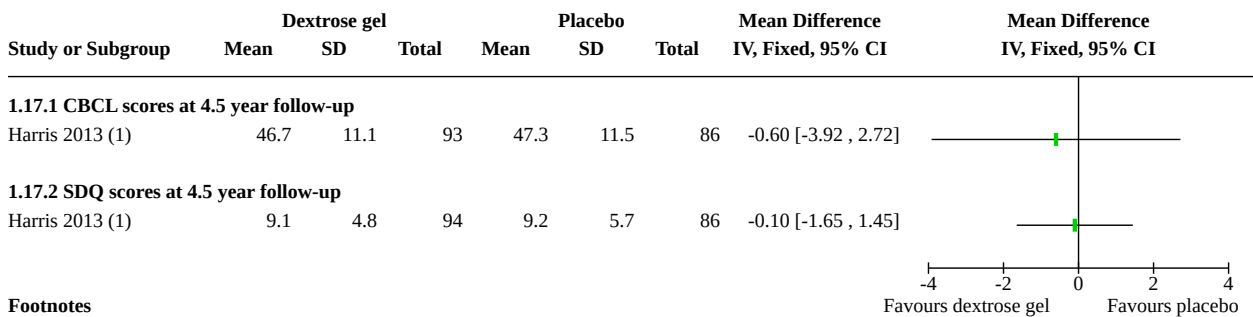 Dextrose gel Placebo Mean Difference Mean Difference
Study or Subgroup Mean SD Total Mean SD Total IV, Fixed, 95% CI IV, Fixed, 95% CI
1.17.1 CBCL scores at 4.5 year follow-up
Harris 2013 (1) 46.7 11.1 93 47.3 11.5 86 -0.60 [-3.92 , 2.72]
1.17.2 SDQ scores at 4.5 year follow-up
Harris 2013 (1) 9.1 4.8 94 9.2 5.7 86 -0.10 [-1.65 , 1.45]
-4 -2 0 2 4
Footnotes Favours dextrose gel Favours placebo